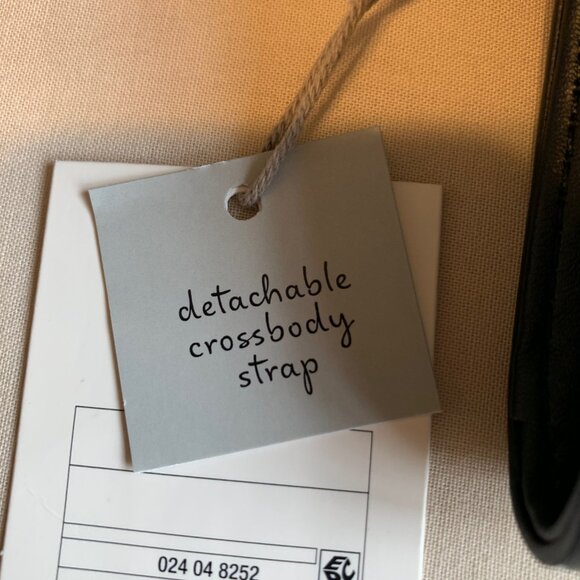 detachable
crossbody
strap
024 04 8252